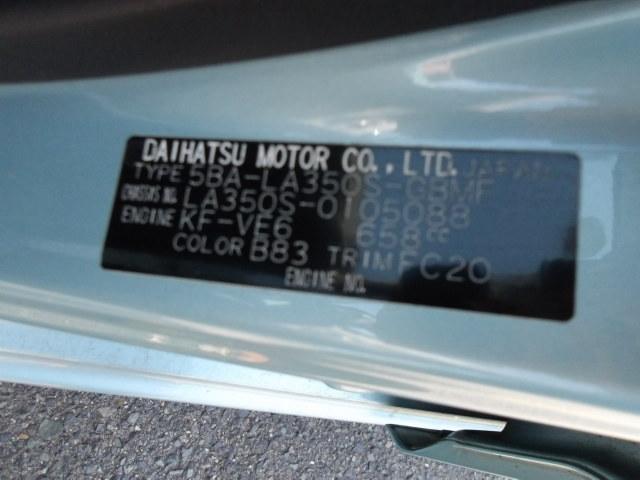 DAIHATSU MOTOR CO., LTD. JAPAN
TYPE 5BA-LA350S-GBMF
CHASSIS NO. LA350S-0105088
ENGINE KF-VE6 658
COLOR B83 TRIM FC20
ENGINE NO.